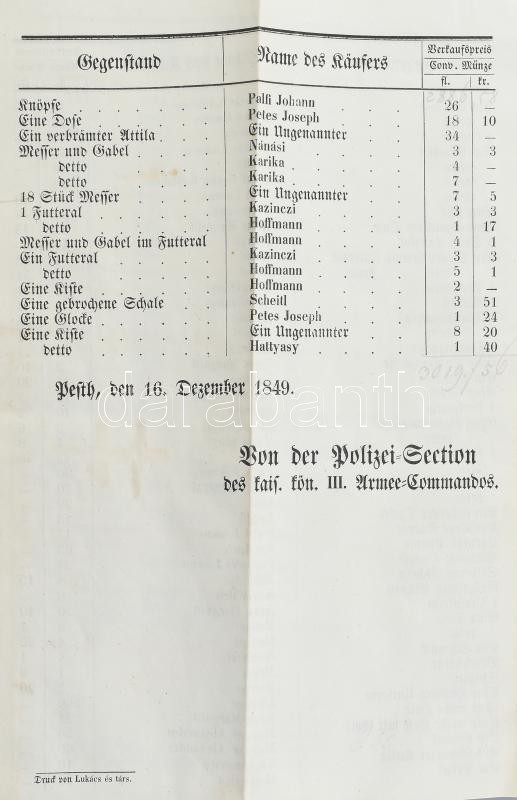 Gegenstand | Name des Käufers | Verkaufspreis
Conv. Münze
fl. | kr.
Knöpfe . . . . . . . | Palfi Johann . . . | 26 | —
Eine Dose . . . . . . | Petes Joseph . . . | 18 | 10
Ein verbrämter Attila . . . . | Ein Ungenannter . . | 34 | —
Messer und Gabel . . . . . | Nánási . . . . | 3 | 3
detto . . . . . | Karika . . . . | 4 | —
detto . . . . . | Karika . . . . | 7 | —
18 Stück Messer . . . . . | Ein Ungenannter . . | 7 | 5
1 Futteral . . . . . . | Kazinczi . . . . | 3 | 3
detto . . . . . | Hoffmann . . . . | 1 | 17
Messer und Gabel im Futteral . | Hoffmann . . . . | 4 | 1
Ein Futteral . . . . . . | Kazinczi . . . . | 3 | 3
detto . . . . . | Hoffmann . . . . | 5 | 1
Eine Kiste . . . . . . | Hoffmann . . . . | 2 | —
Eine gebrochene Schale . . . | Scheitl . . . . | 3 | 51
Eine Glocke . . . . . . | Petes Joseph . . . | 1 | 24
Eine Kiste . . . . . . | Ein Ungenannter . . | 8 | 20
detto . . . . . | Hattyasy . . . . | 1 | 40
3019/56
Pesth, den 16. Dezember 1849.
darabanth
Von der Polizei-Section
des kais. kön. III. Armee-Commandos.
Druck von Lukács és társ.